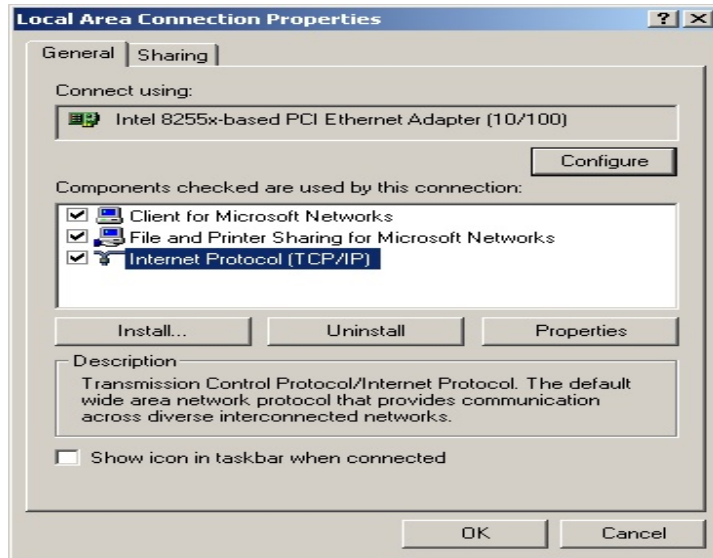 Local Area Connection Properties
General
Sharing
Connect using:
Intel 8255x-based PCI Ethernet Adapter (10/100)
Configure
Components checked are used by this connection:
Client for Microsoft Networks
File and Printer Sharing for Microsoft Networks
Internet Protocol (TCP/IP)
Install...
Uninstall
Properties
Description
Transmission Control Protocol/Internet Protocol. The default
wide area network protocol that provides communication
across diverse interconnected networks.
Show icon in taskbar when connected
OK
Cancel